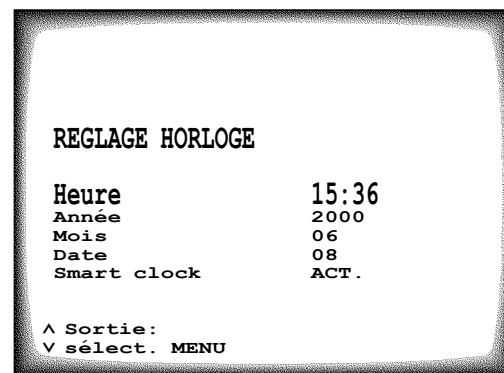 REGLAGE HORLOGE
Heure 15:36
Année 2000
Mois 06
Date 08
Smart clock ACT.
∧ Sortie:
∨ sélect. MENU